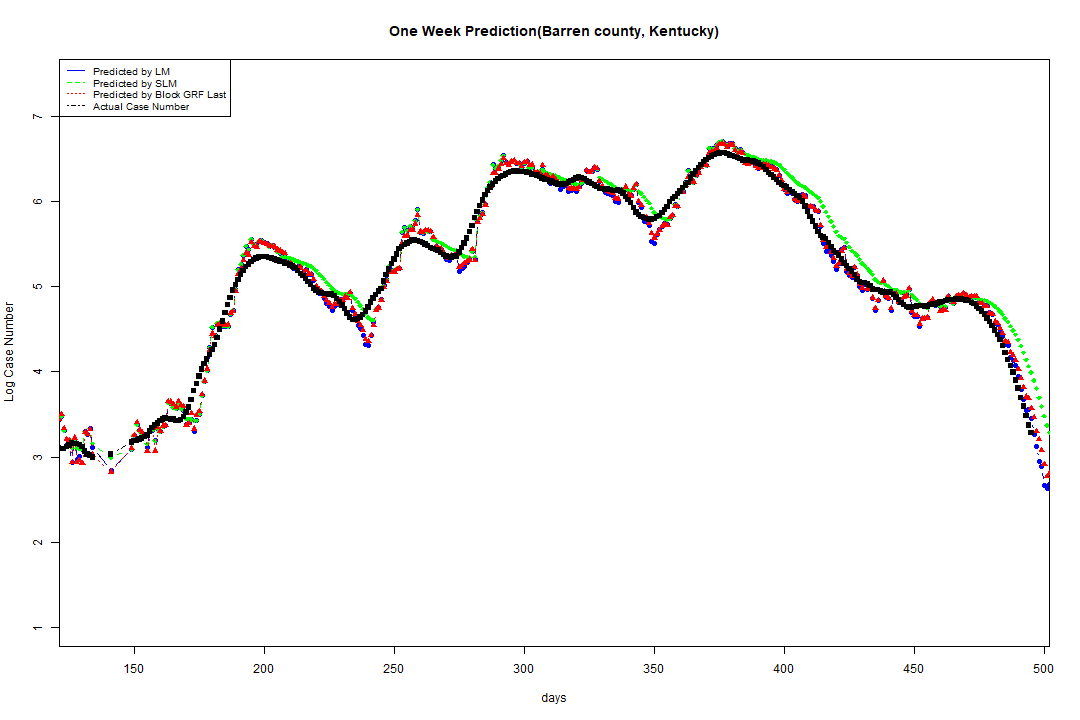 One Week Prediction(Barren county, Kentucky)
Predicted by LM
Predicted by SLM
Predicted by Block GRF Last
Actual Case Number
Log Case Number
7
6
5
4
3
2
1
150 200 250 300 350 400 450 500
days